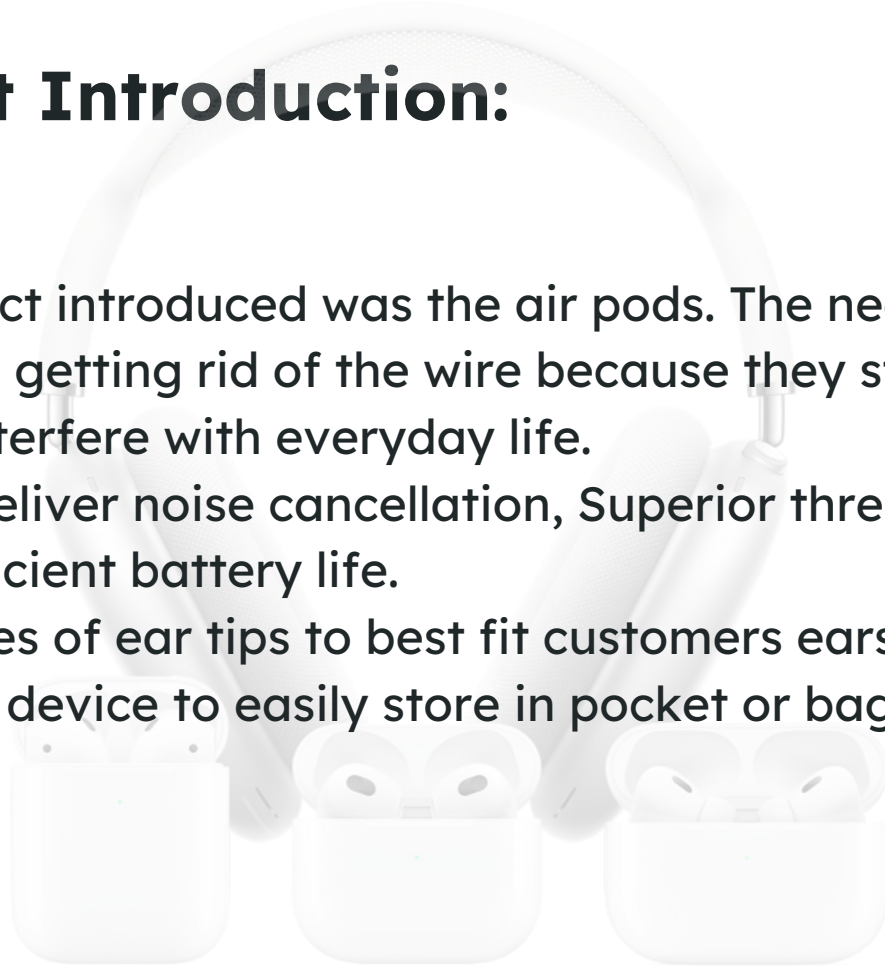 t Introduction:
ct introduced was the air pods. The ne
getting rid of the wire because they st
terfere with everyday life.
eliver noise cancellation, Superior thre
cient battery life.
es of ear tips to best fit customers ears
device to easily store in pocket or bag